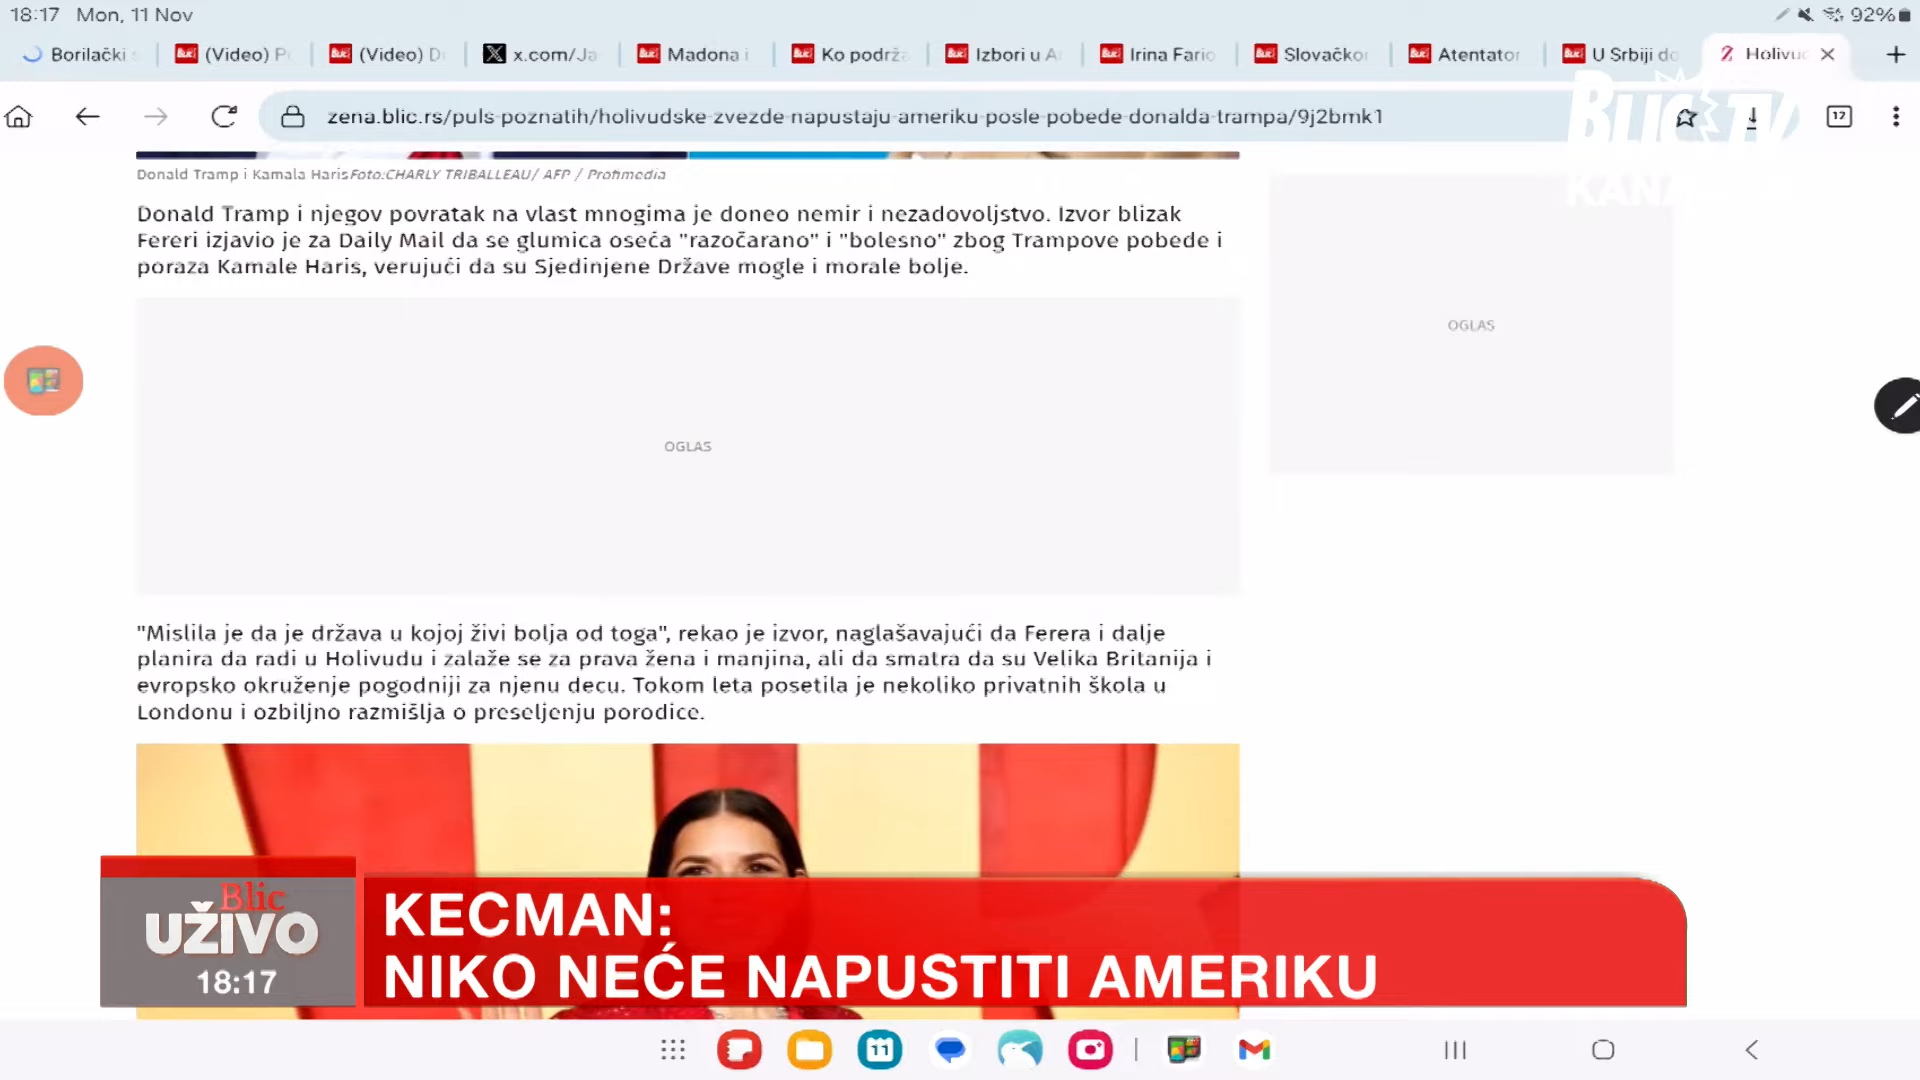 18:17 Mon, 11 Nov
92%
Borilački
(Video)
(Video)
x.com/Ja
Madona i
Ko podrža
Izbori u A
Irina Fario
Slovačko
Atentator
U Srbiji do
Holivu
zena.blic.rs/puls-poznatih/holivudske-zvezde-napustaju-ameriku-posle-pobede-donalda-trampa/9j2bmk1
12
BLIC TV
Donald Tramp i Kamala HarisFoto:CHARLY TRIBALLEAU/ AFP / Profimedia
Donald Tramp i njegov povratak na vlast mnogima je doneo nemir i nezadovoljstvo. Izvor blizak
Fereri izjavio je za Daily Mail da se glumica oseća "razočarano" i "bolesno" zbog Trampove pobede i
poraza Kamale Haris, verujući da su Sjedinjene Države mogle i morale bolje.
OGLAS
OGLAS
"Mislila je da je država u kojoj živi bolja od toga", rekao je izvor, naglašavajući da Ferera i dalje
planira da radi u Holivudu i zalaže se za prava žena i manjina, ali da smatra da su Velika Britanija i
evropsko okruženje pogodniji za njenu decu. Tokom leta posetila je nekoliko privatnih škola u
Londonu i ozbiljno razmišlja o preseljenju porodice.
Blic
UŽIVO
18:17
KECMAN:
NIKO NEĆE NAPUSTITI AMERIKU
11